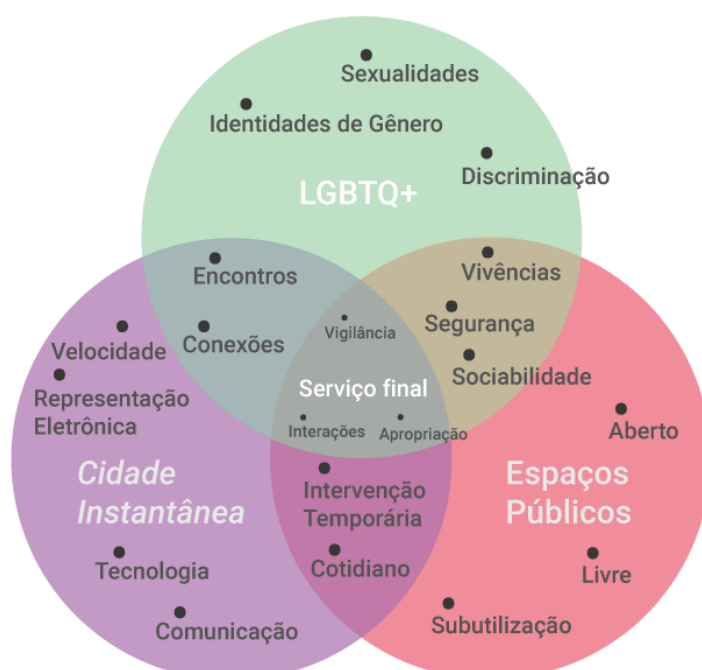 Sexualidades
Identidades de Gênero
Discriminação
LGBTQ+
Encontros
Vivências
Velocidade
Conexões
Vigilância
Segurança
Sociabilidade
Representação
Eletrônica
Serviço final
Interações
Apropriação
Aberto
Cidade
Instantânea
Intervenção
Temporária
Espaços
Públicos
Tecnologia
Cotidiano
Livre
Comunicação
Subutilização